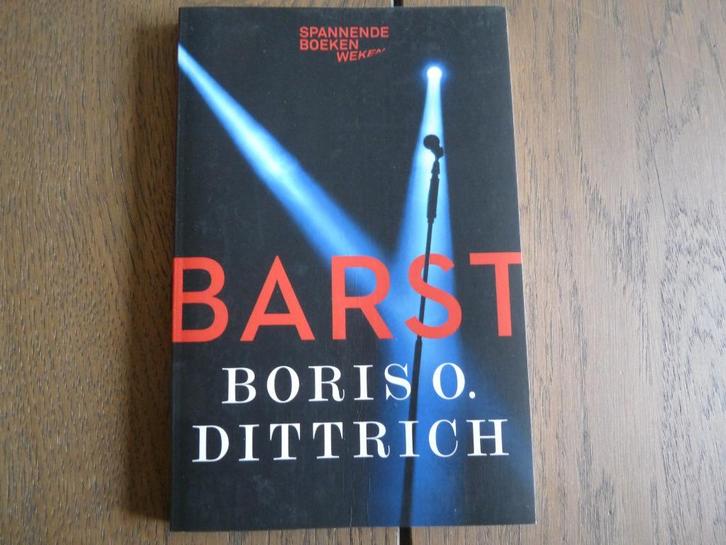 SPANNENDE
BOEKEN
WEKEN
BARST
BORIS O.
DITTRICH